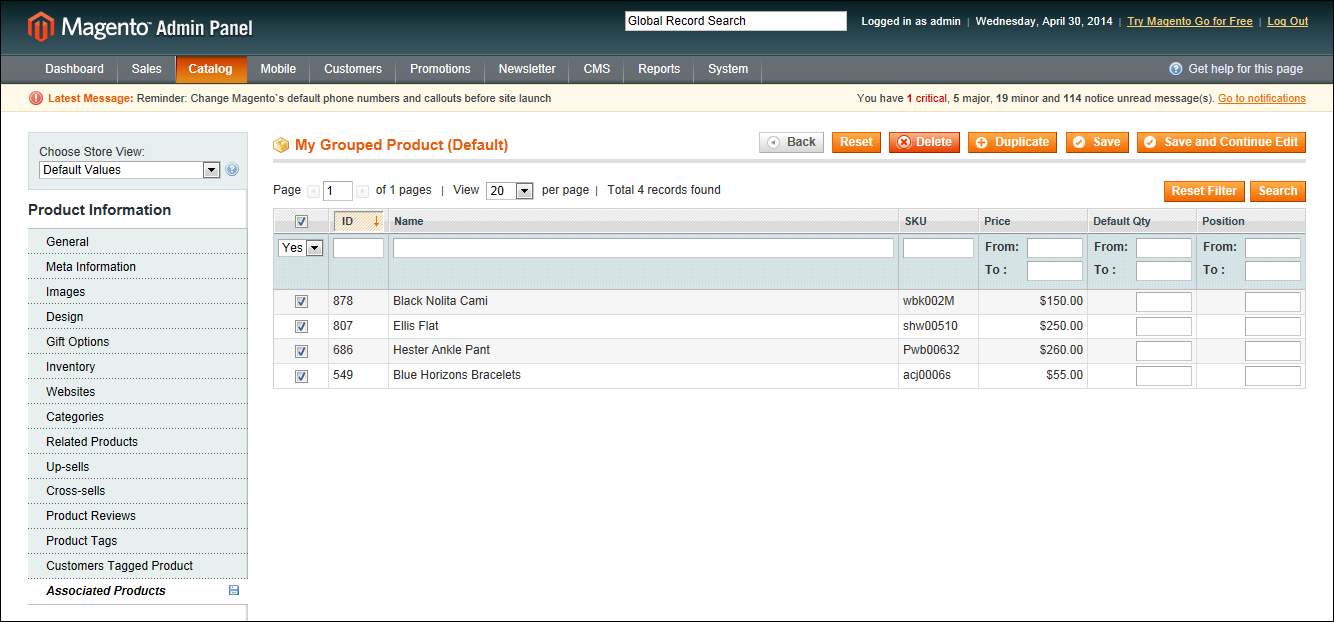 Magento™ Admin Panel
Global Record Search
Logged in as admin | Wednesday, April 30, 2014 | Try Magento Go for Free | Log Out
Dashboard Sales Catalog Mobile Customers Promotions Newsletter CMS Reports System
Get help for this page
Latest Message: Reminder: Change Magento`s default phone numbers and callouts before site launch
You have 1 critical, 5 major, 19 minor and 114 notice unread message(s). Go to notifications
Choose Store View:
Default Values
Product Information
General
Meta Information
Images
Design
Gift Options
Inventory
Websites
Categories
Related Products
Up-sells
Cross-sells
Product Reviews
Product Tags
Customers Tagged Product
Associated Products
My Grouped Product (Default)
Back Reset Delete Duplicate Save Save and Continue Edit
Page 1 of 1 pages | View 20 per page | Total 4 records found
Reset Filter Search
ID Name SKU Price Default Qty Position
Yes From: From: From:
To : To : To :
878 Black Nolita Cami wbk002M $150.00
807 Ellis Flat shw00510 $250.00
686 Hester Ankle Pant Pwb00632 $260.00
549 Blue Horizons Bracelets acj0006s $55.00